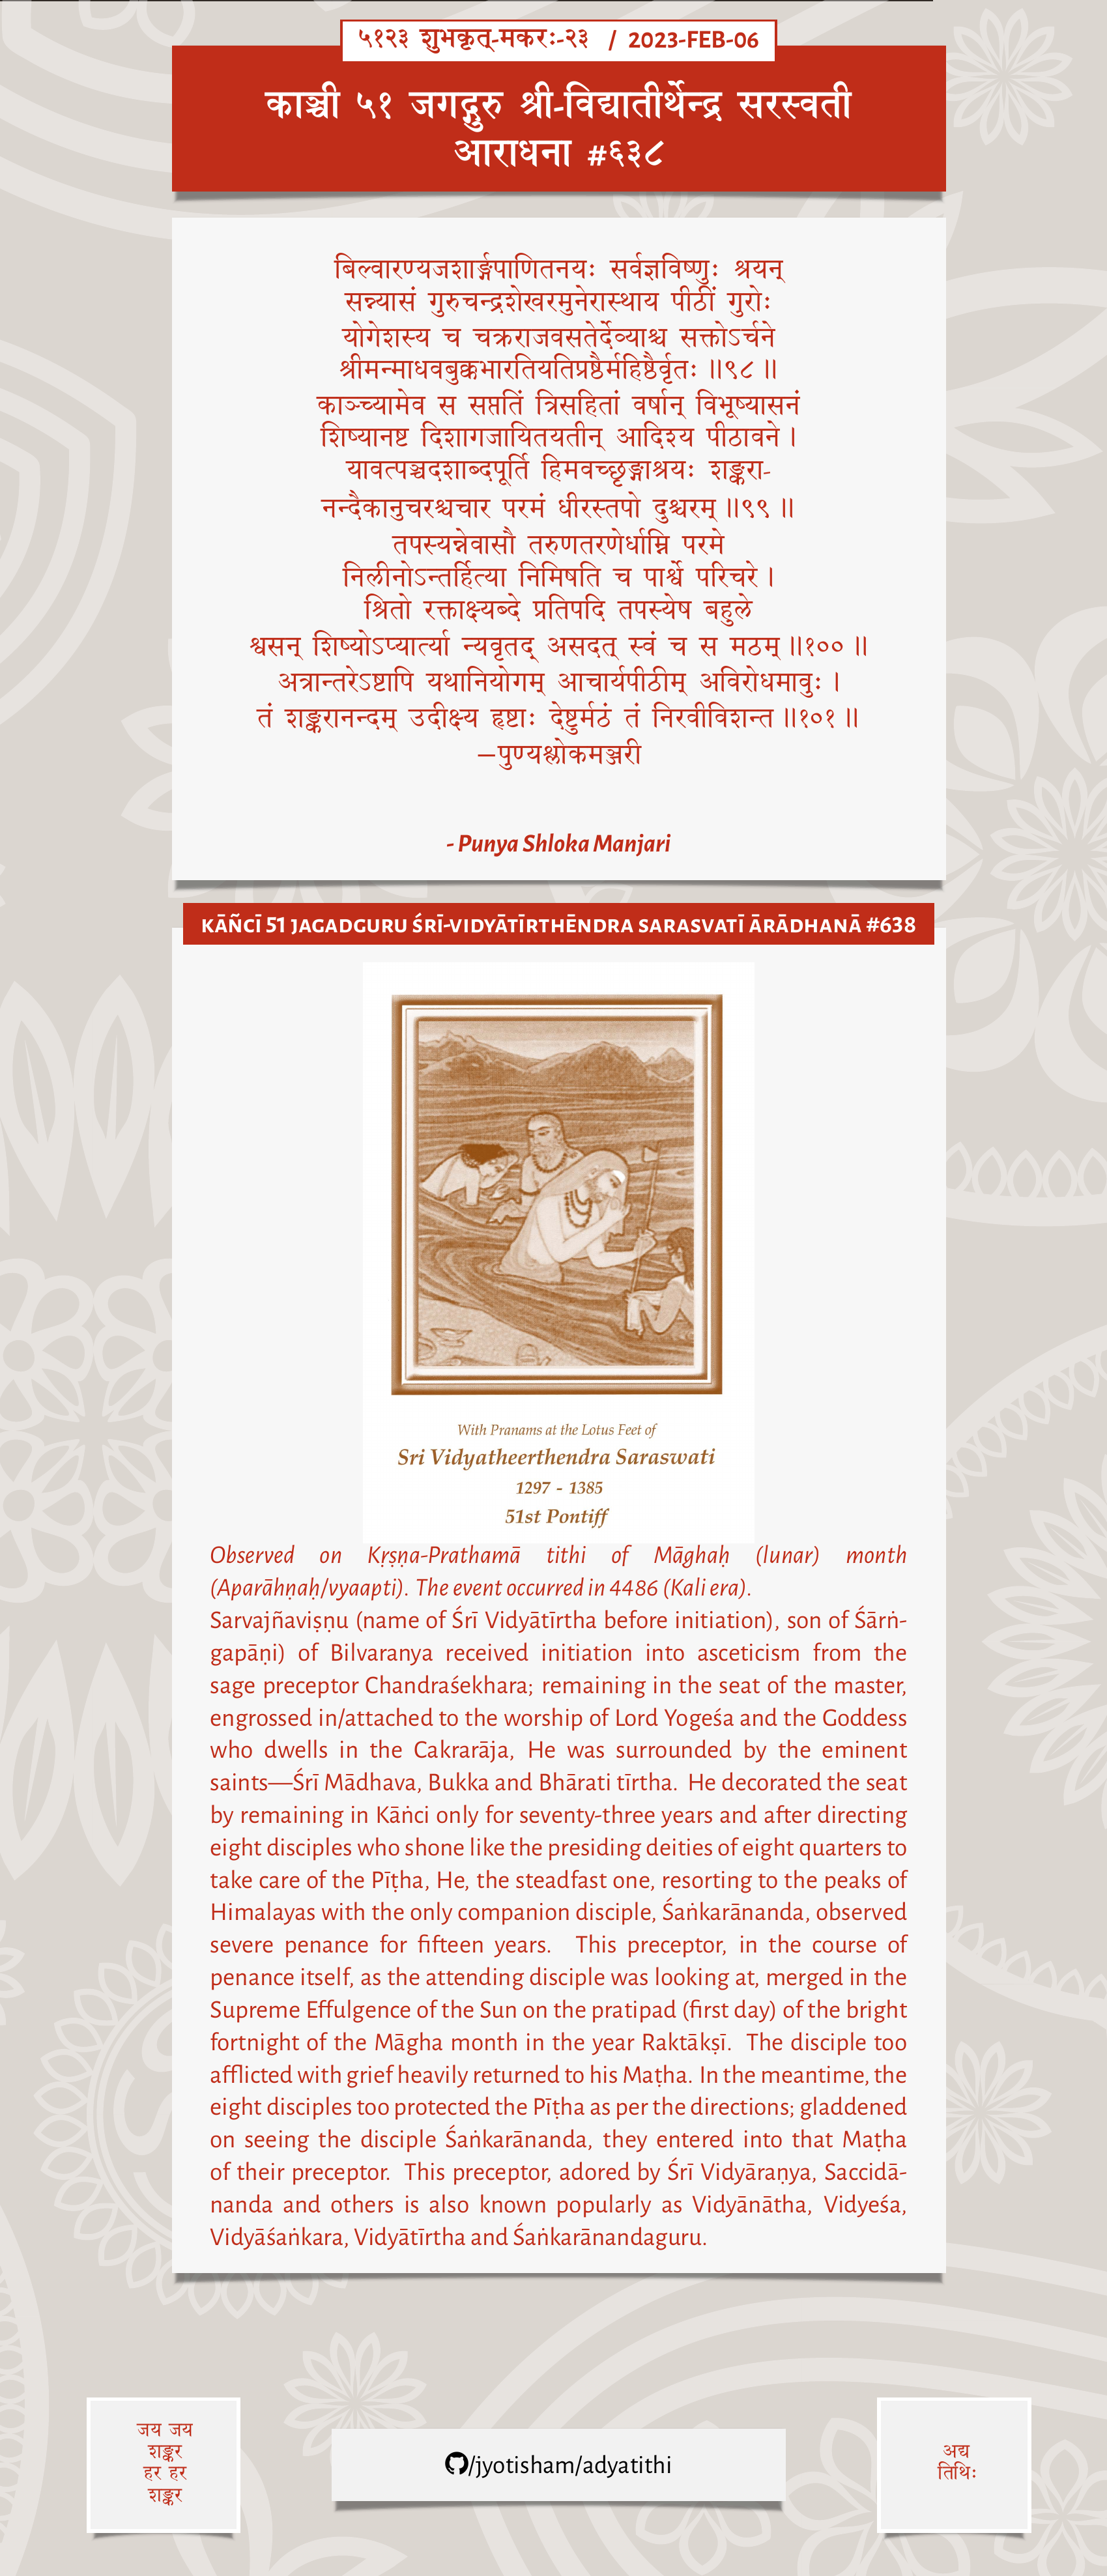 ५१२३ शुभकृत्-मकरः-२३ / 2023-FEB-06
काञ्ची ५१ जगद्गुरु श्री-विद्यातीर्थेन्द्र सरस्वती
आराधना #६३८
बिल्वारण्यजशार्ङ्गपाणितनयः सर्वज्ञविष्णुः श्रयन्
सन्न्यासं गुरुचन्द्रशेखरमुनेरास्थाय पीठीं गुरोः
योगेशस्य च चक्रराजवसतेर्देव्याश्च सक्तोऽर्चने
श्रीमन्माधवबुक्कभारतियतिप्रष्ठैर्महिष्ठैर्वृतः ॥९८ ॥
काञ्च्यामेव स सप्ततिं त्रिसहितां वर्षान् विभूष्यासनं
शिष्यानष्ट दिशागजायितयतीन् आदिश्य पीठावने ।
यावत्पञ्चदशाब्दपूर्ति हिमवच्छृङ्गाश्रयः शङ्करा-
नन्दैकानुचरश्चचार परमं धीरस्तपो दुश्चरम् ॥९९ ॥
तपस्यन्नेवासौ तरुणतरणेर्धाम्नि परमे
निलीनोऽन्तर्हित्या निमिषति च पार्श्वे परिचरे ।
श्रितो रक्ताक्ष्यब्दे प्रतिपदि तपस्येष बहुले
श्वसन् शिष्योऽप्यार्त्या न्यवृतद् असदत् स्वं च स मठम् ॥१०० ॥
अत्रान्तरेऽष्टापि यथानियोगम् आचार्यपीठीम् अविरोधमावुः ।
तं शङ्करानन्दम् उदीक्ष्य हृष्टाः देष्टुर्मठं तं निरवीविशन्त ॥१०१ ॥
—पुण्यश्लोकमञ्जरी
- Punya Shloka Manjari
KĀÑCĪ 51 JAGADGURU ŚRĪ-VIDYĀTĪRTHĒNDRA SARASVATĪ ĀRĀDHANĀ #638
With Pranams at the Lotus Feet of
Sri Vidyatheerthendra Saraswati
1297 - 1385
51st Pontiff
Observed on Kṛṣṇa-Prathamā tithi of Māghaḥ (lunar) month
(Aparāhṇaḥ/vyaapti). The event occurred in 4486 (Kali era).
Sarvajñaviṣṇu (name of Śrī Vidyātīrtha before initiation), son of Śārṅ-
gapāṇi) of Bilvaranya received initiation into asceticism from the
sage preceptor Chandraśekhara; remaining in the seat of the master,
engrossed in/attached to the worship of Lord Yogeśa and the Goddess
who dwells in the Cakrarāja, He was surrounded by the eminent
saints—Śrī Mādhava, Bukka and Bhārati tīrtha. He decorated the seat
by remaining in Kāṅci only for seventy-three years and after directing
eight disciples who shone like the presiding deities of eight quarters to
take care of the Pīṭha, He, the steadfast one, resorting to the peaks of
Himalayas with the only companion disciple, Śaṅkarānanda, observed
severe penance for fifteen years. This preceptor, in the course of
penance itself, as the attending disciple was looking at, merged in the
Supreme Effulgence of the Sun on the pratipad (first day) of the bright
fortnight of the Māgha month in the year Raktākṣī. The disciple too
afflicted with grief heavily returned to his Maṭha. In the meantime, the
eight disciples too protected the Pīṭha as per the directions; gladdened
on seeing the disciple Śaṅkarānanda, they entered into that Maṭha
of their preceptor. This preceptor, adored by Śrī Vidyāraṇya, Saccidā-
nanda and others is also known popularly as Vidyānātha, Vidyeśa,
Vidyāśaṅkara, Vidyātīrtha and Śaṅkarānandaguru.
जय जय
शङ्कर
हर हर
शङ्कर
/jyotisham/adyatithi
अद्य
तिथिः